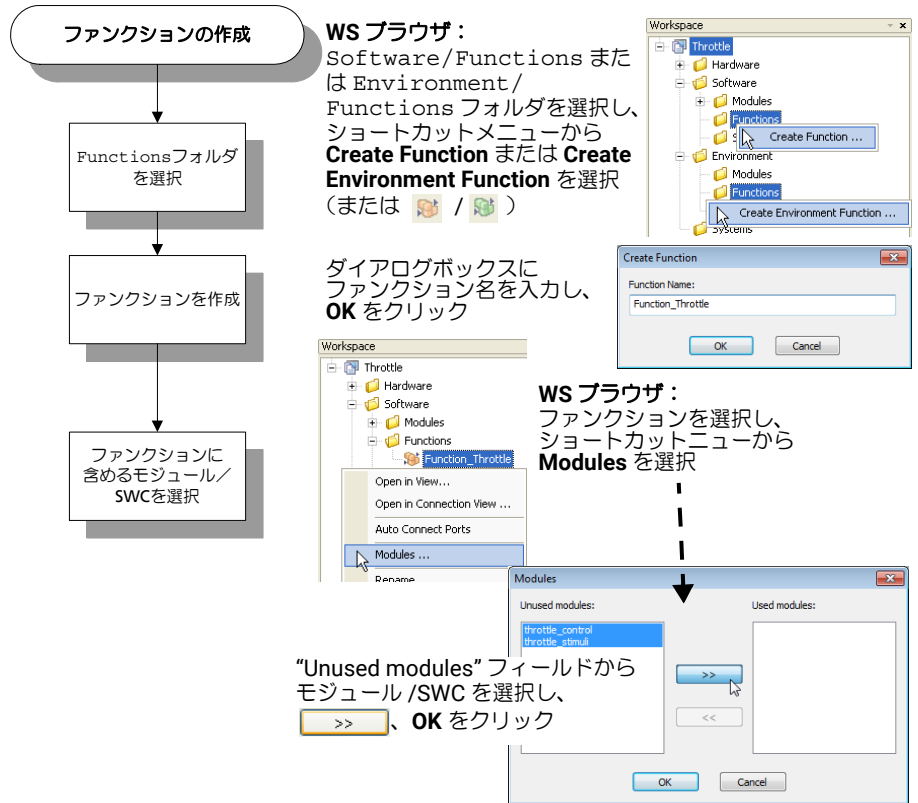 ファンクションの作成
Functionsフォルダ
を選択
ファンクションを作成
ファンクションに
含めるモジュール／
SWCを選択
WS ブラウザ：
Software/Functions また
は Environment/
Functions フォルダを選択し、
ショートカットメニューから
Create Function または Create
Environment Function を選択
（または / ）
Workspace
Throttle
Hardware
Software
Modules
Functions
S
Create Function ...
Environment
Modules
Functions
Create Environment Function ...
Systems
ダイアログボックスに
ファンクション名を入力し、
OK をクリック
Create Function
Function Name:
Function_Throttle
OK
Cancel
Workspace
Throttle
Hardware
Software
Modules
Functions
Function_Throttle
Open in View...
Open in Connection View ...
Auto Connect Ports
Modules ...
Rename
WS ブラウザ：
ファンクションを選択し、
ショートカットニューから
Modules を選択
Modules
Unused modules:
Used modules:
throttle_control
throttle_stimuli
>>
<<
OK
Cancel
“Unused modules” フィールドから
モジュール /SWC を選択し、
>> 、OK をクリック